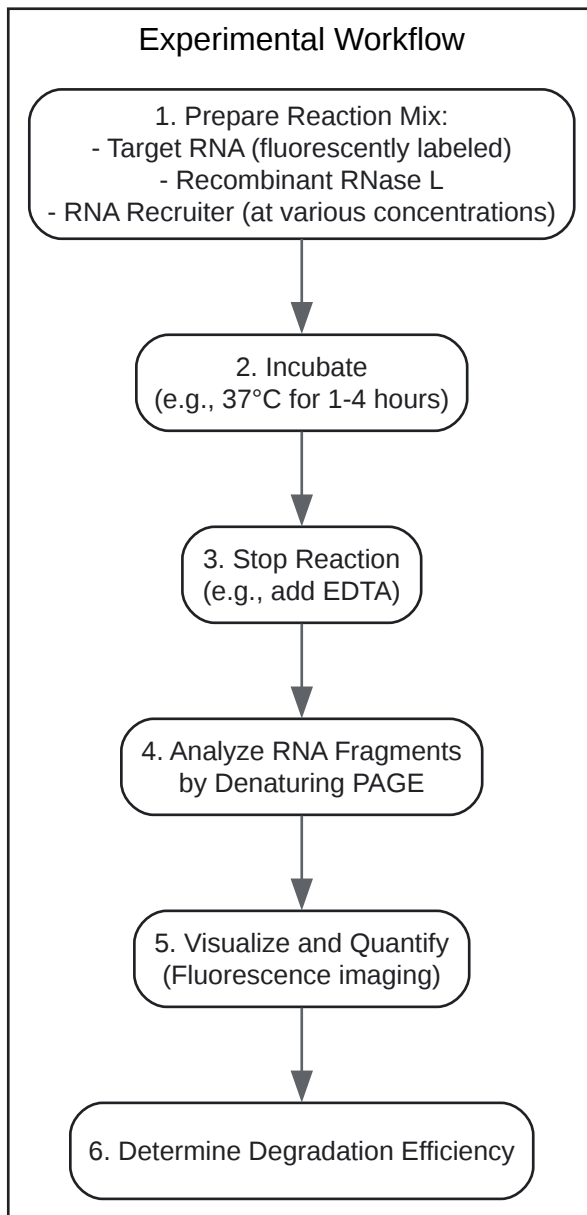 Experimental Workflow
1. Prepare Reaction Mix:
- Target RNA (fluorescently labeled)
- Recombinant RNase L
- RNA Recruiter (at various concentrations)
2. Incubate
(e.g., 37°C for 1-4 hours)
3. Stop Reaction
(e.g., add EDTA)
4. Analyze RNA Fragments
by Denaturing PAGE
5. Visualize and Quantify
(Fluorescence imaging)
6. Determine Degradation Efficiency